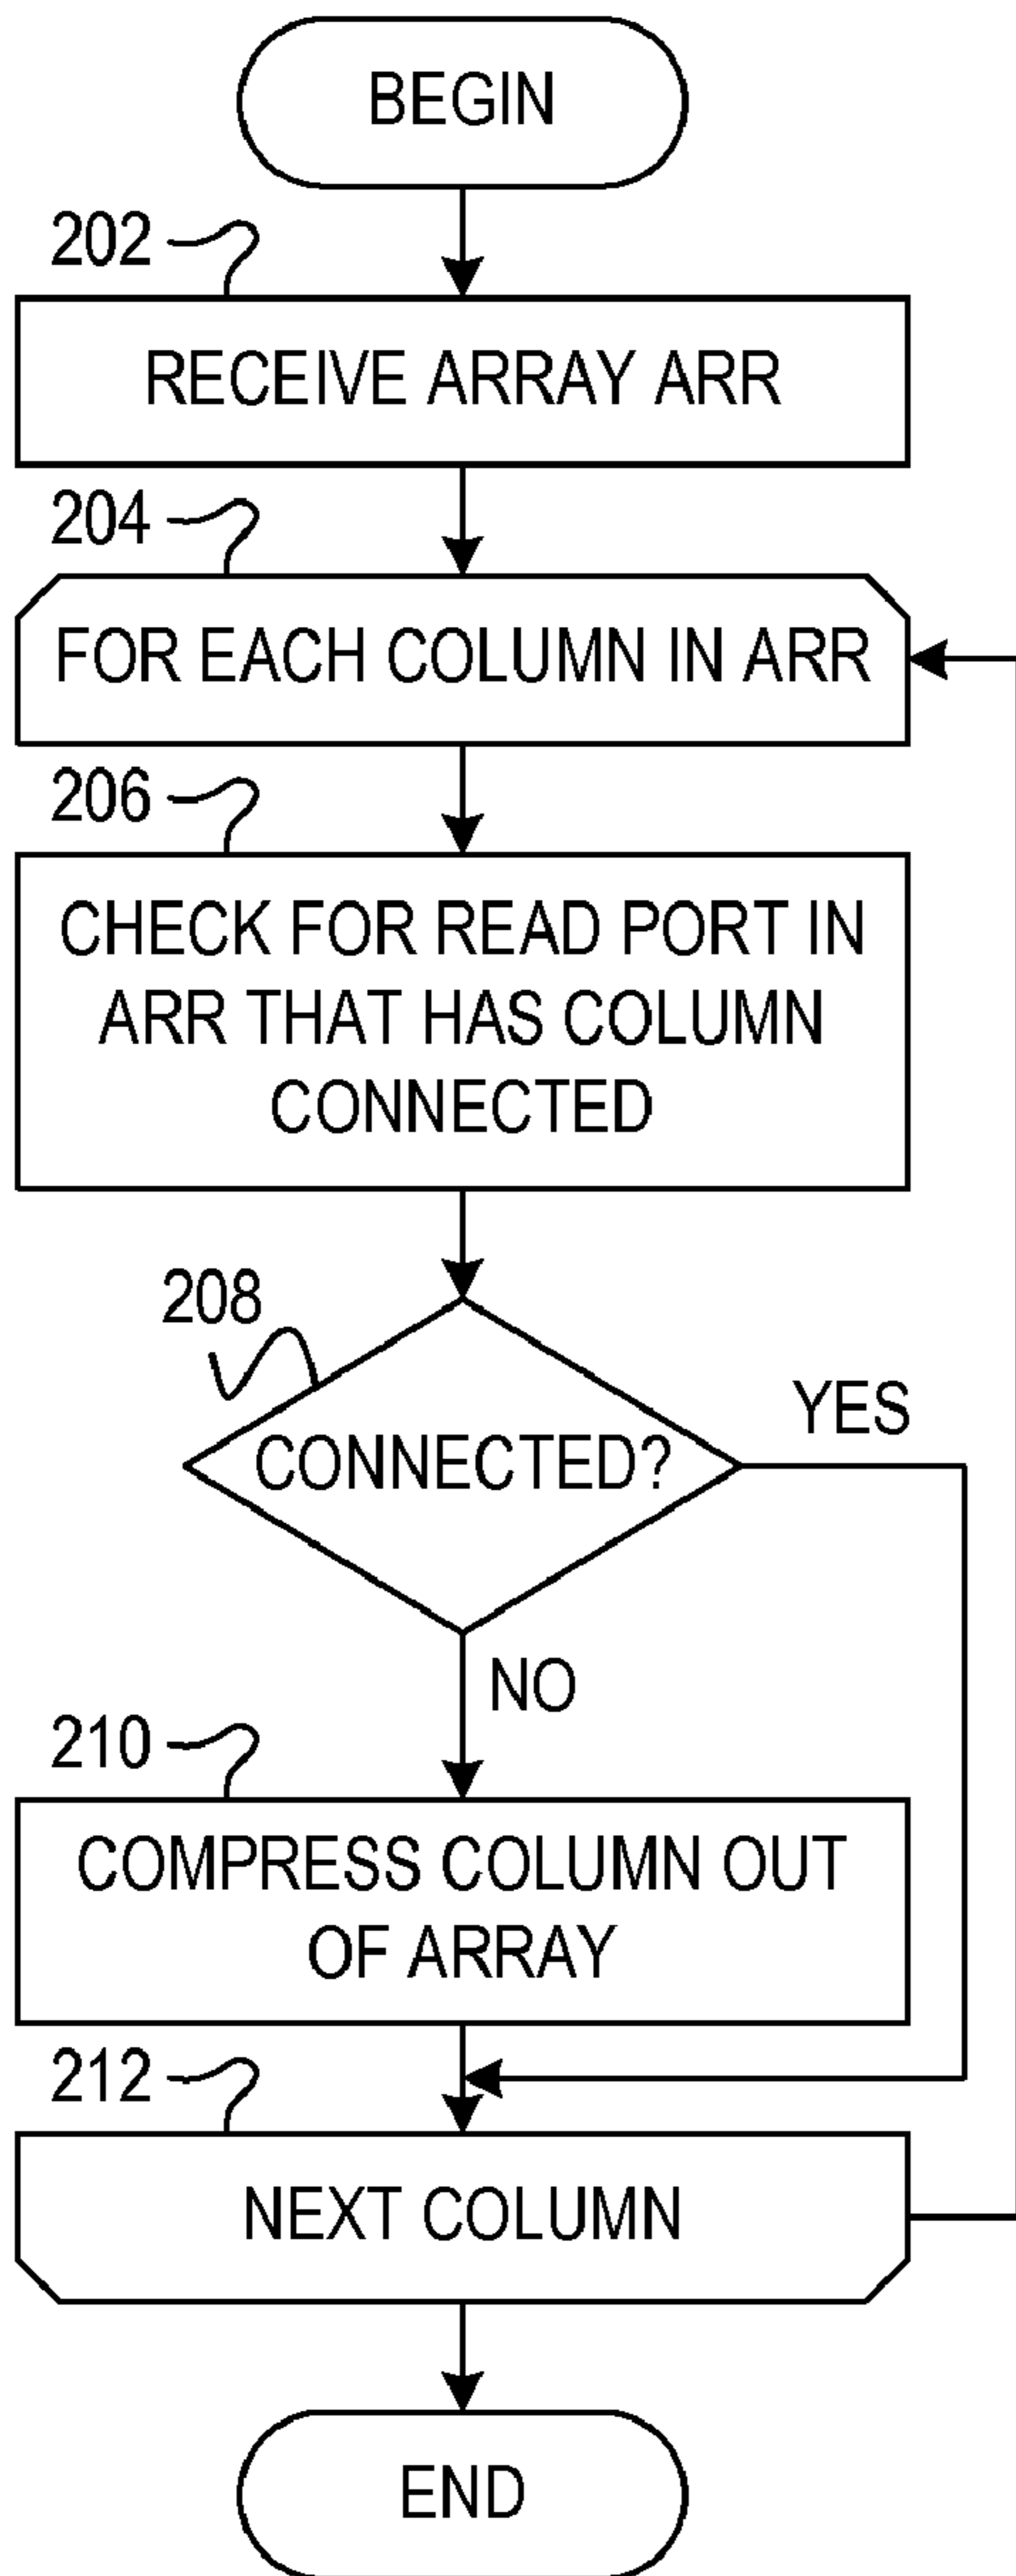 BEGIN
202
RECEIVE ARRAY ARR
204
FOR EACH COLUMN IN ARR
206
CHECK FOR READ PORT IN
ARR THAT HAS COLUMN
CONNECTED
208
YES
CONNECTED?
NO
210
COMPRESS COLUMN OUT
OF ARRAY
212
NEXT COLUMN
END